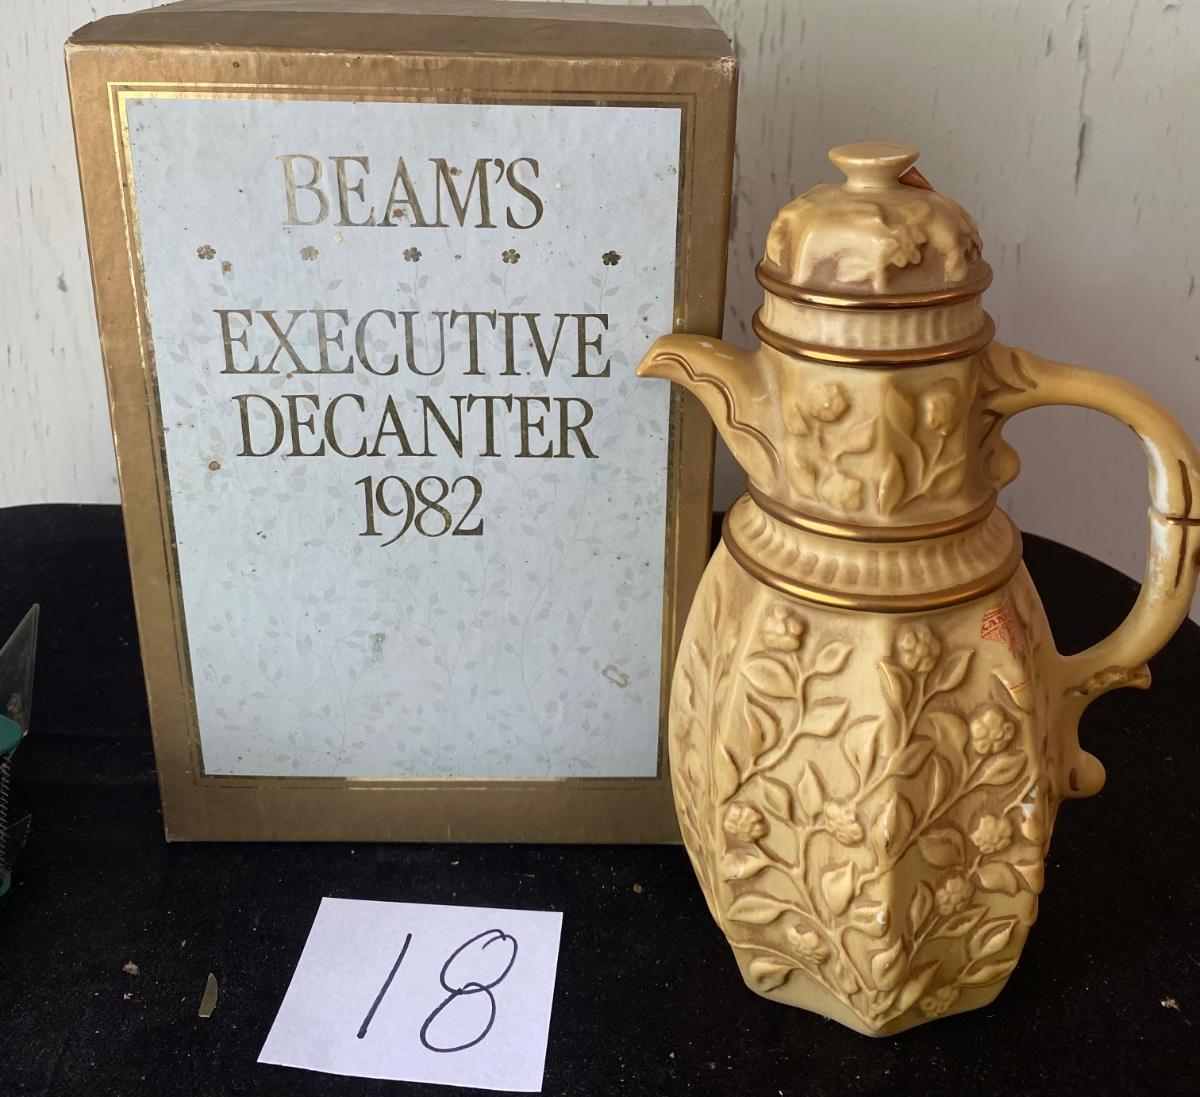 BEAM'S
EXECUTIVE
DECANTER
1982
18